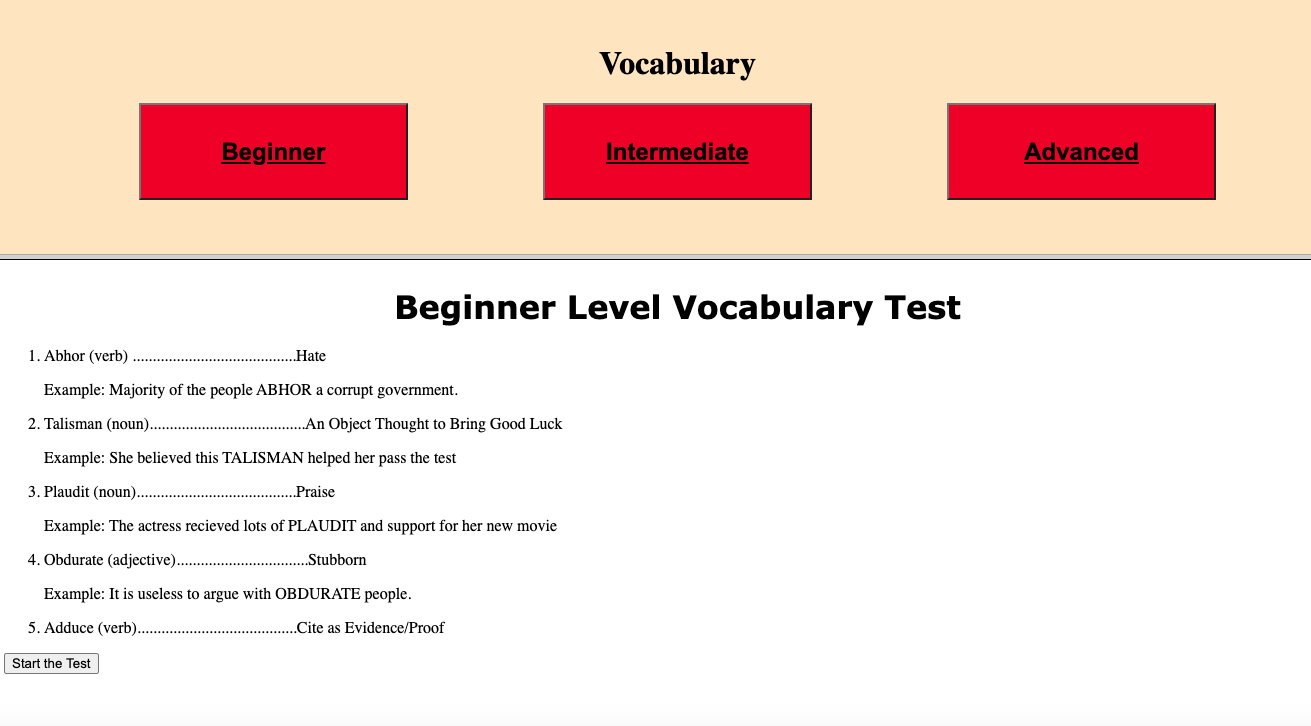 Vocabulary
Beginner Intermediate Advanced
Beginner Level Vocabulary Test
1. Abhor (verb) .........................................Hate
Example: Majority of the people ABHOR a corrupt government.
2. Talisman (noun).......................................An Object Thought to Bring Good Luck
Example: She believed this TALISMAN helped her pass the test
3. Plaudit (noun)........................................Praise
Example: The actress recieved lots of PLAUDIT and support for her new movie
4. Obdurate (adjective).................................Stubborn
Example: It is useless to argue with OBDURATE people.
5. Adduce (verb)........................................Cite as Evidence/Proof
Start the Test